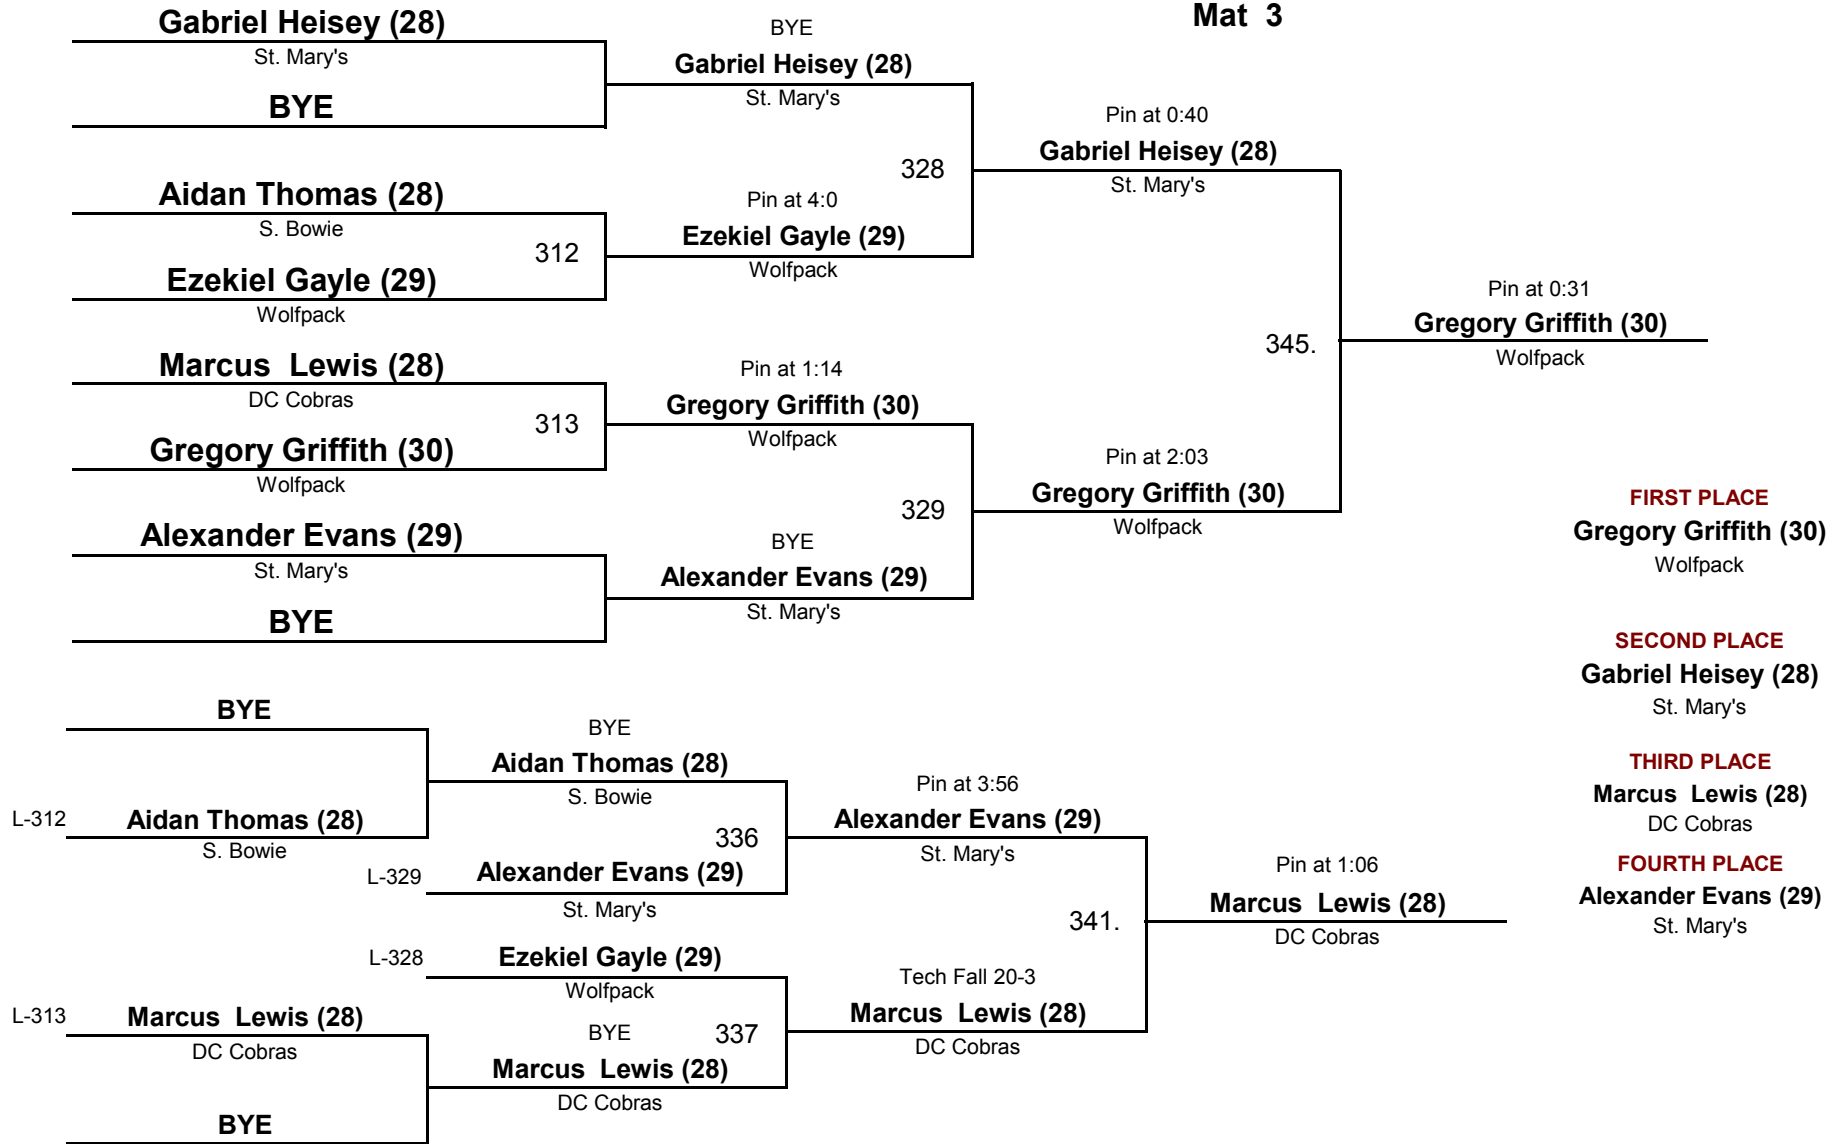 Mat  3
Gabriel Heisey (28)
St. Mary's
BYE
Aidan Thomas (28)
S. Bowie
312
Ezekiel Gayle (29)
Wolfpack
Marcus  Lewis (28)
DC Cobras
313
Gregory Griffith (30)
Wolfpack
Alexander Evans (29)
St. Mary's
BYE
BYE
Gabriel Heisey (28)
St. Mary's
328
Pin at 4:0
Ezekiel Gayle (29)
Wolfpack
Pin at 1:14
Gregory Griffith (30)
Wolfpack
329
BYE
Alexander Evans (29)
St. Mary's
Pin at 0:40
Gabriel Heisey (28)
St. Mary's
345.
Pin at 2:03
Gregory Griffith (30)
Wolfpack
Pin at 0:31
Gregory Griffith (30)
Wolfpack
BYE
L-312
Aidan Thomas (28)
S. Bowie
L-313
Marcus  Lewis (28)
DC Cobras
BYE
BYE
Aidan Thomas (28)
S. Bowie
336
L-329
Alexander Evans (29)
St. Mary's
L-328
Ezekiel Gayle (29)
Wolfpack
BYE
337
Marcus  Lewis (28)
DC Cobras
Pin at 3:56
Alexander Evans (29)
St. Mary's
341.
Tech Fall 20-3
Marcus  Lewis (28)
DC Cobras
Pin at 1:06
Marcus  Lewis (28)
DC Cobras
FIRST PLACE
Gregory Griffith (30)
Wolfpack
SECOND PLACE
Gabriel Heisey (28)
St. Mary's
THIRD PLACE
Marcus  Lewis (28)
DC Cobras
FOURTH PLACE
Alexander Evans (29)
St. Mary's